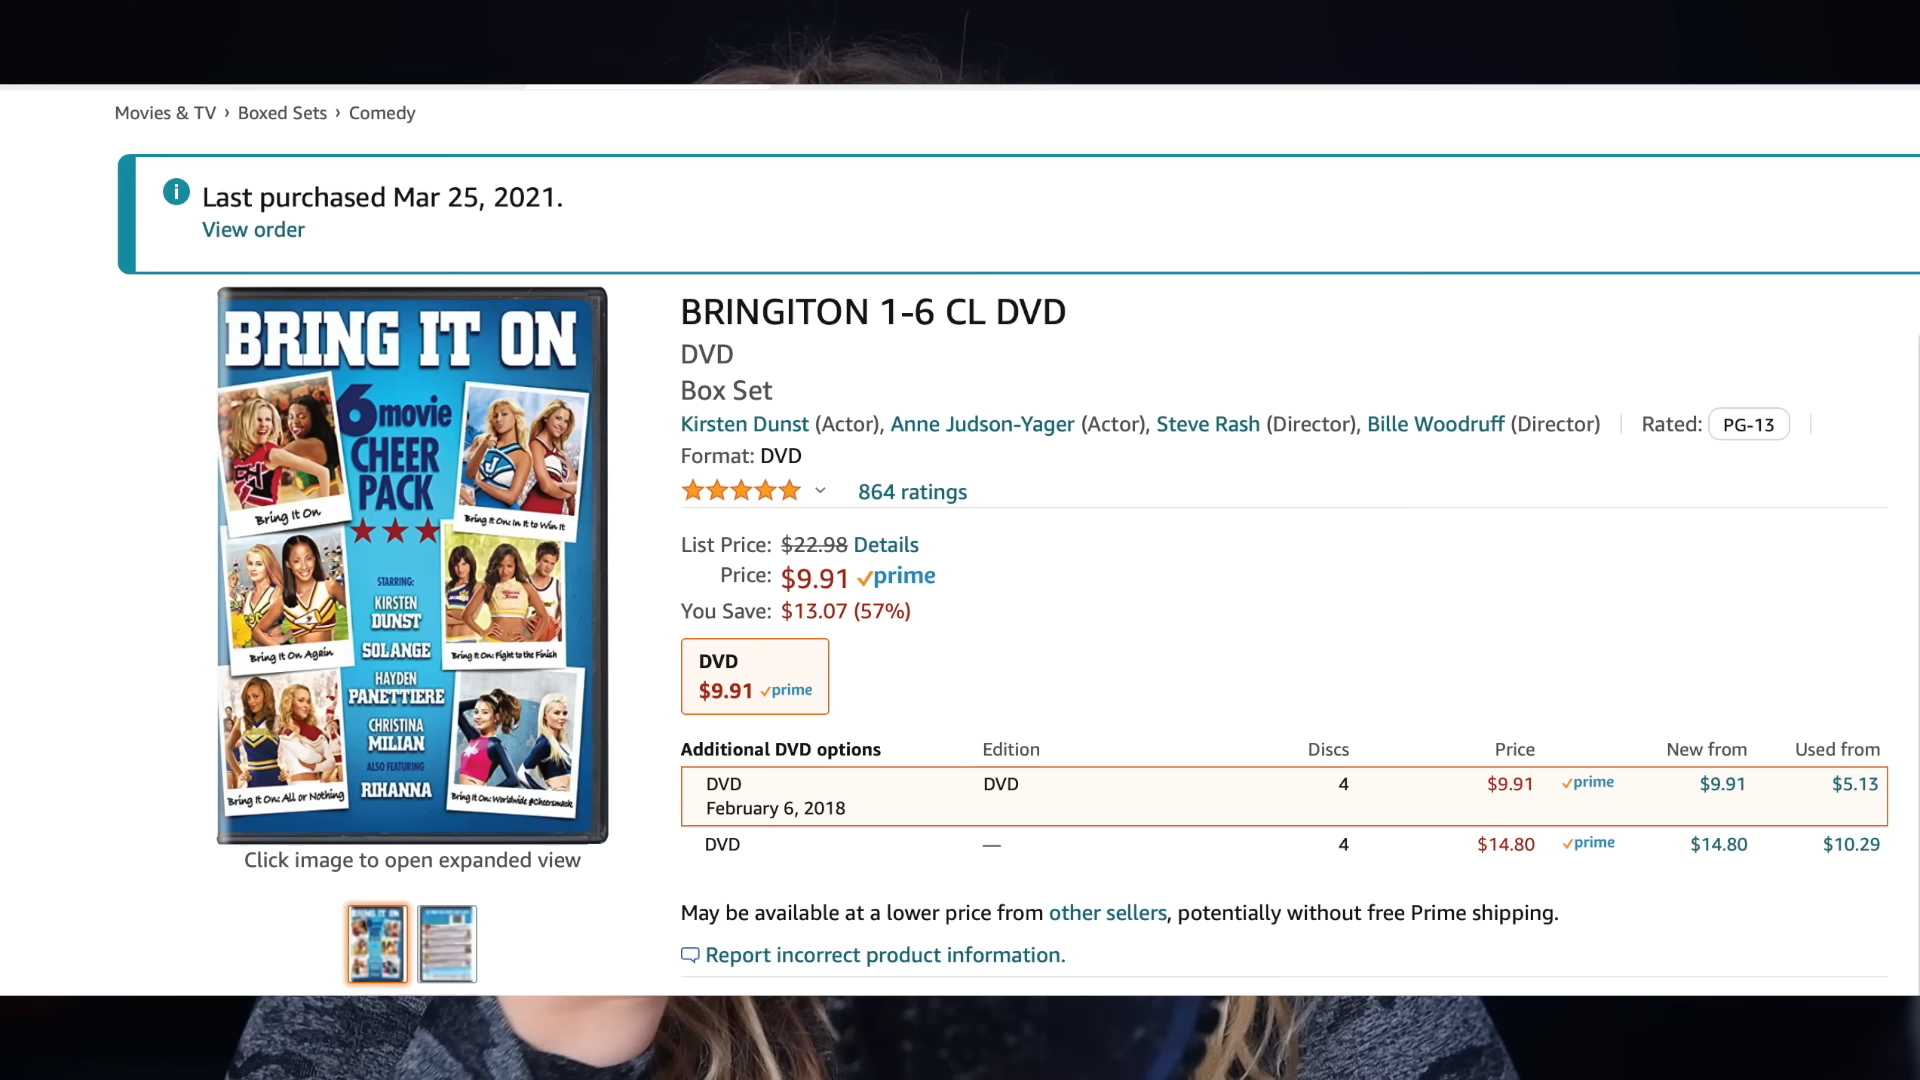 Movies & TV › Boxed Sets › Comedy
Last purchased Mar 25, 2021.
View order
BRING IT ON
6 movie
CHEER
PACK
Bring It On
Bring It On: In It to Win It
STARRING:
KIRSTEN
DUNST
SOLANGE
Bring It On Again
Bring It On: Fight to the Finish
HAYDEN
PANETTIERE
CHRISTINA
MILIAN
ALSO FEATURING
RIHANNA
Bring It On: All or Nothing
Bring It On: Worldwide #Cheersmack
Click image to open expanded view
BRINGITON 1-6 CL DVD
DVD
Box Set
Kirsten Dunst (Actor), Anne Judson-Yager (Actor), Steve Rash (Director), Bille Woodruff (Director) Rated: PG-13
Format: DVD
864 ratings
List Price: $22.98 Details
Price: $9.91 prime
You Save: $13.07 (57%)
DVD
$9.91 prime
Additional DVD options Edition Discs Price New from Used from
DVD DVD 4 $9.91 prime $9.91 $5.13
February 6, 2018
DVD — 4 $14.80 prime $14.80 $10.29
May be available at a lower price from other sellers, potentially without free Prime shipping.
Report incorrect product information.